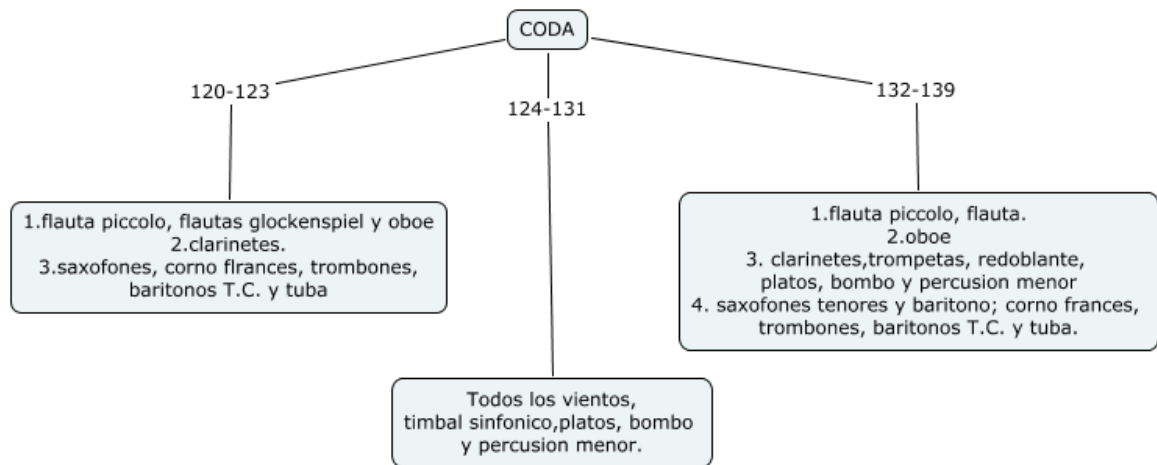 CODA
120-123
124-131
132-139
1.flauta piccolo, flautas glockenspiel y oboe
2.clarinetes.
3.saxofones, corno flrances, trombones,
baritonos T.C. y tuba
Todos los vientos,
timbal sinfonico,platos, bombo
y percusion menor.
1.flauta piccolo, flauta.
2.oboe
3. clarinetes,trompetas, redoblante,
platos, bombo y percusion menor
4. saxofones tenores y baritono; corno frances,
trombones, baritonos T.C. y tuba.